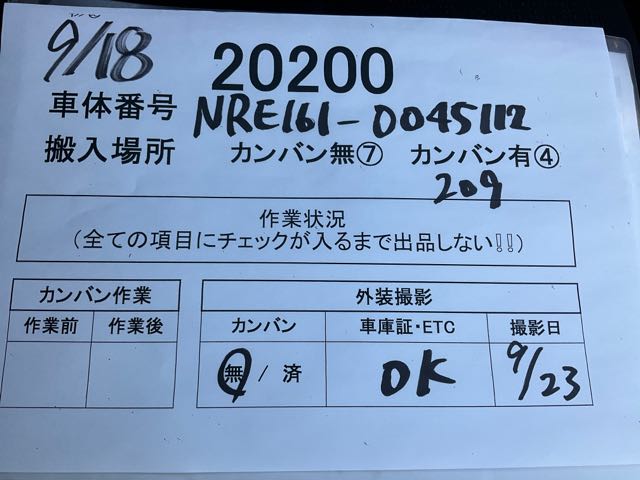 9/18 20200
車体番号 NRE161-0045112
搬入場所 カンバン無⑦ カンバン有④
209
作業状況
(全ての項目にチェックが入るまで出品しない!!)
カンバン作業 外装撮影
作業前 作業後 カンバン 車庫証・ETC 撮影日
無 / 済 OK 9/23